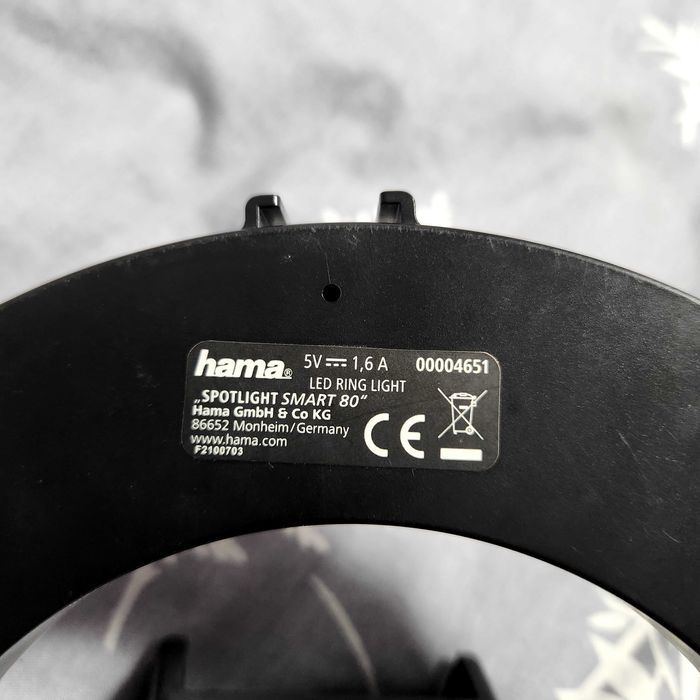 hama® 5V⎓1,6 A 00004651
LED RING LIGHT
„SPOTLIGHT SMART 80“
Hama GmbH & Co KG
86652 Monheim/Germany
www.hama.com
F2100703
CE